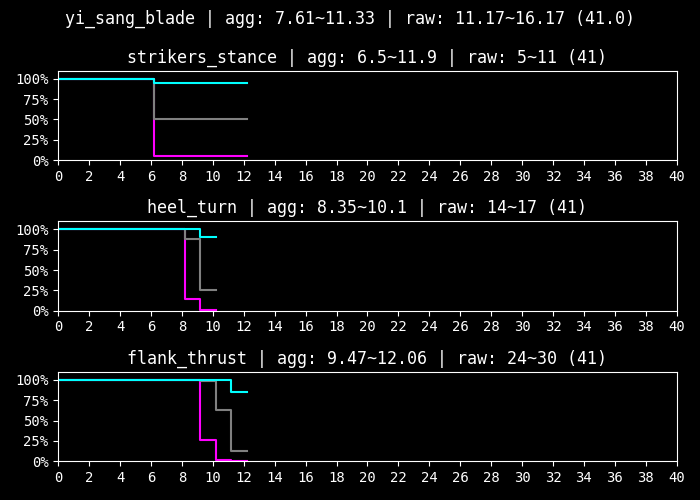 yi_sang_blade | agg: 7.61~11.33 | raw: 11.17~16.17 (41.0)
strikers_stance | agg: 6.5~11.9 | raw: 5~11 (41)
100%
75%
50%
25%
0%
0 2 4 6 8 10 12 14 16 18 20 22 24 26 28 30 32 34 36 38 40
heel_turn | agg: 8.35~10.1 | raw: 14~17 (41)
100%
75%
50%
25%
0%
0 2 4 6 8 10 12 14 16 18 20 22 24 26 28 30 32 34 36 38 40
flank_thrust | agg: 9.47~12.06 | raw: 24~30 (41)
100%
75%
50%
25%
0%
0 2 4 6 8 10 12 14 16 18 20 22 24 26 28 30 32 34 36 38 40